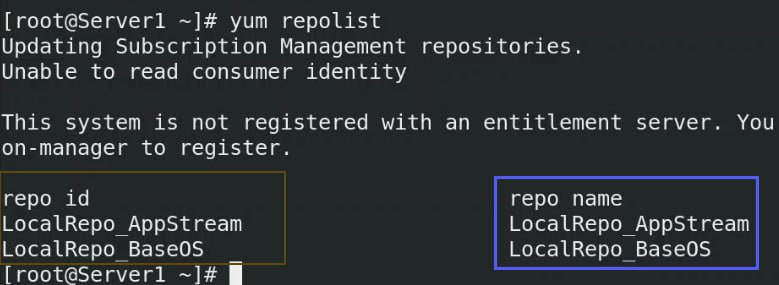 [root@Server1 ~]# yum repolist
Updating Subscription Management repositories.
Unable to read consumer identity
This system is not registered with an entitlement server. You
on-manager to register.
repo id repo name
LocalRepo_AppStream LocalRepo_AppStream
LocalRepo_BaseOS LocalRepo_BaseOS
[root@Server1 ~]#